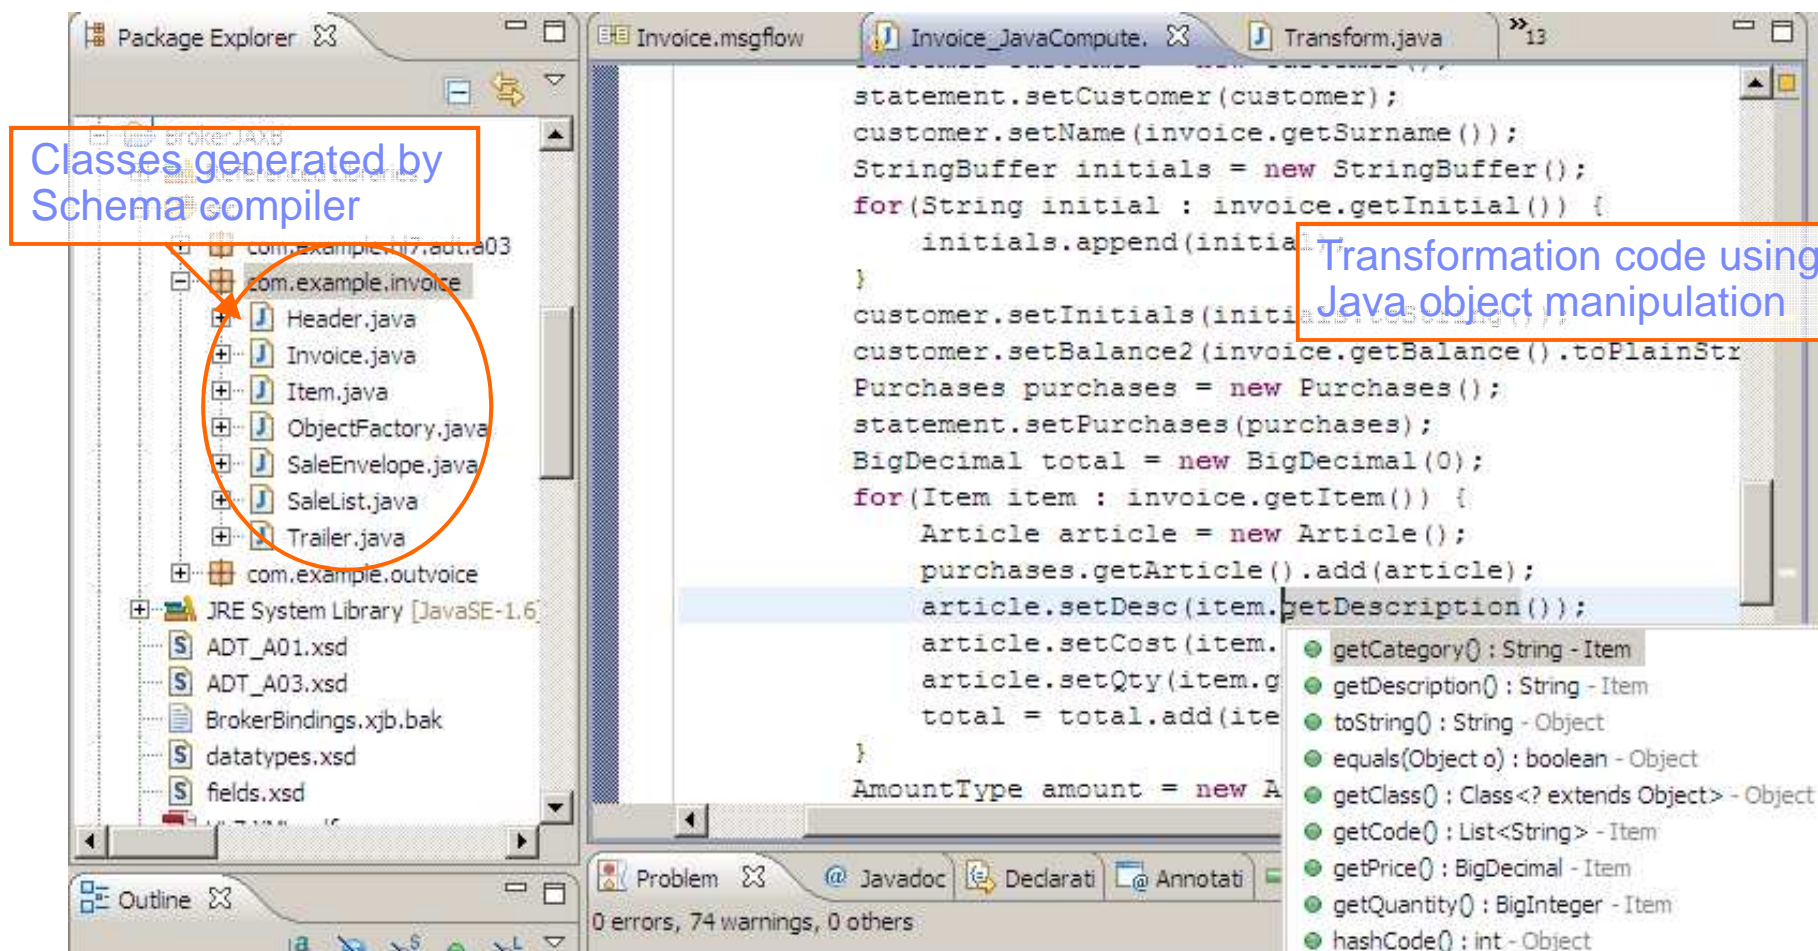 Package Explorer
Classes generated by
Schema compiler
com.example.hl7.adt.a03
com.example.invoice
Header.java
Invoice.java
Item.java
ObjectFactory.java
SaleEnvelope.java
SaleList.java
Trailer.java
com.example.outvoice
JRE System Library [JavaSE-1.6]
ADT_A01.xsd
ADT_A03.xsd
BrokerBindings.xjb.bak
datatypes.xsd
fields.xsd
Outline
Invoice.msgflow
Invoice_JavaCompute.
Transform.java
»13
statement.setCustomer(customer);
customer.setName(invoice.getSurname());
StringBuffer initials = new StringBuffer();
for(String initial : invoice.getInitial()) {
initials.append(initial);
}
Transformation code using
Java object manipulation
customer.setInitials(initi
customer.setBalance2(invoice.getBalance().toPlainStr
Purchases purchases = new Purchases();
statement.setPurchases(purchases);
BigDecimal total = new BigDecimal(0);
for(Item item : invoice.getItem()) {
Article article = new Article();
purchases.getArticle().add(article);
article.setDesc(item.getDescription());
article.setCost(item.
article.setQty(item.g
total = total.add(ite
}
AmountType amount = new A
getCategory() : String - Item
getDescription() : String - Item
toString() : String - Object
equals(Object o) : boolean - Object
getClass() : Class<? extends Object> - Object
getCode() : List<String> - Item
getPrice() : BigDecimal - Item
getQuantity() : BigInteger - Item
hashCode() : int - Object
Problem
@ Javadoc
Declarati
Annotati
0 errors, 74 warnings, 0 others